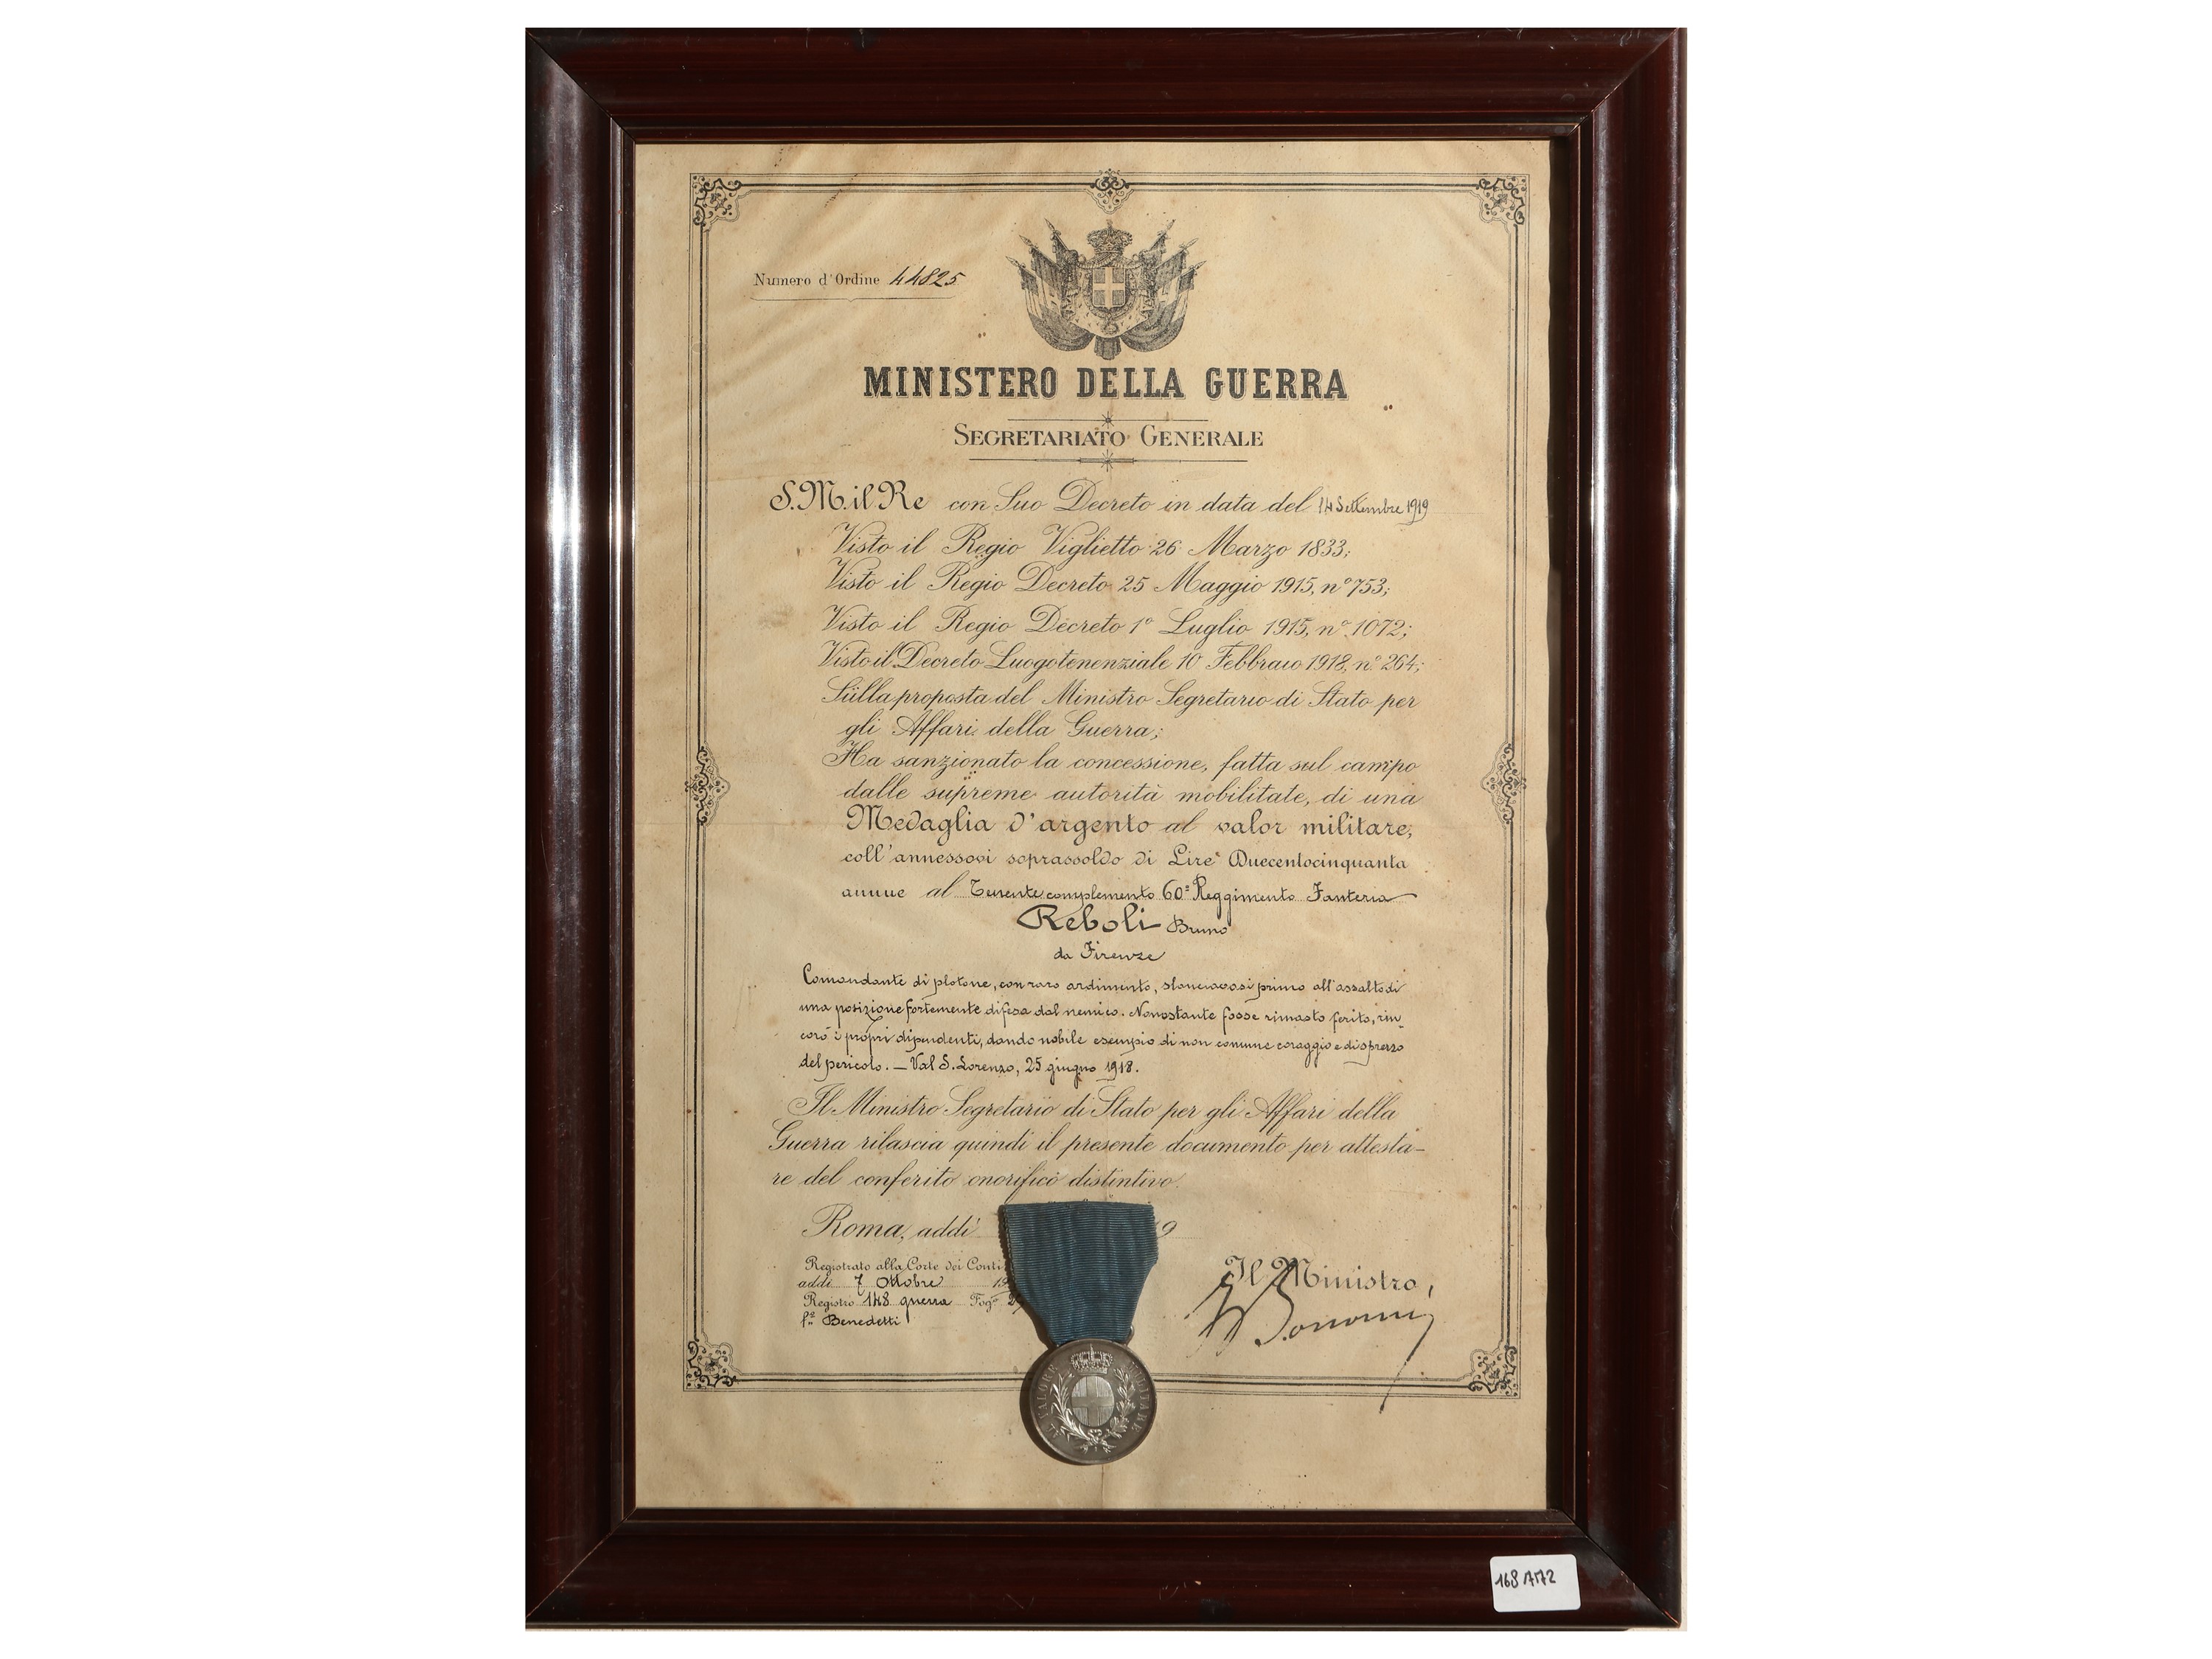 Numero d'Ordine 44825
MINISTERO DELLA GUERRA
SEGRETARIATO GENERALE
S. M. il Re con Suo Decreto in data del 14 Settembre 1919
Visto il Regio Viglietto 26 Marzo 1833;
Visto il Regio Decreto 25 Maggio 1915, n° 753;
Visto il Regio Decreto 1° Luglio 1915, n° 1072;
Visto il Decreto Luogotenenziale 10 Febbraio 1918, n° 264;
Sulla proposta del Ministro Segretario di Stato per
gli Affari della Guerra;
Ha sanzionato la concessione, fatta sul campo
dalle supreme autorità mobilitate, di una
Medaglia d'argento al valor militare,
coll'annessovi soprassoldo di Lire Duecentocinquanta
annue al Tenente complemento 60° Reggimento Fanteria
Reboli Bruno
da Firenze
Comandante di plotone, con raro ardimento, slanciavasi primo all'assalto di
una posizione fortemente difesa dal nemico. Nonostante fosse rimasto ferito, rin-
corò i propri dipendenti, dando nobile esempio di non comune coraggio e disprezzo
del pericolo. — Val S. Lorenzo, 25 giugno 1918.
Il Ministro Segretario di Stato per gli Affari della
Guerra rilascia quindi il presente documento per attesta-
re del conferito onorifico distintivo.
Roma, addì 9
Registrato alla Corte dei Conti
addì 7 Ottobre 19
Registro 148 guerra Fog° 2
f.° Benedetti
Il Ministro,
Bonomi
AL VALORE MILITARE
168 A172